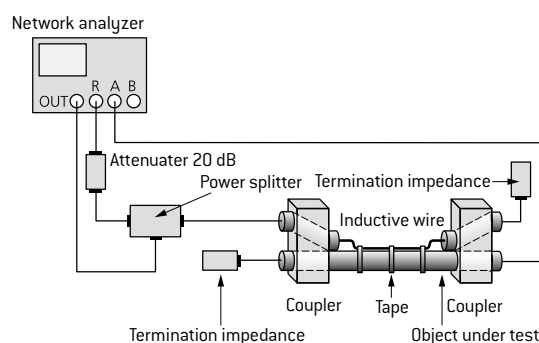 Network analyzer
R A B
OUT
Attenuater 20 dB
Power splitter
Termination impedance
Inductive wire
Coupler
Tape
Coupler
Termination impedance
Object under test